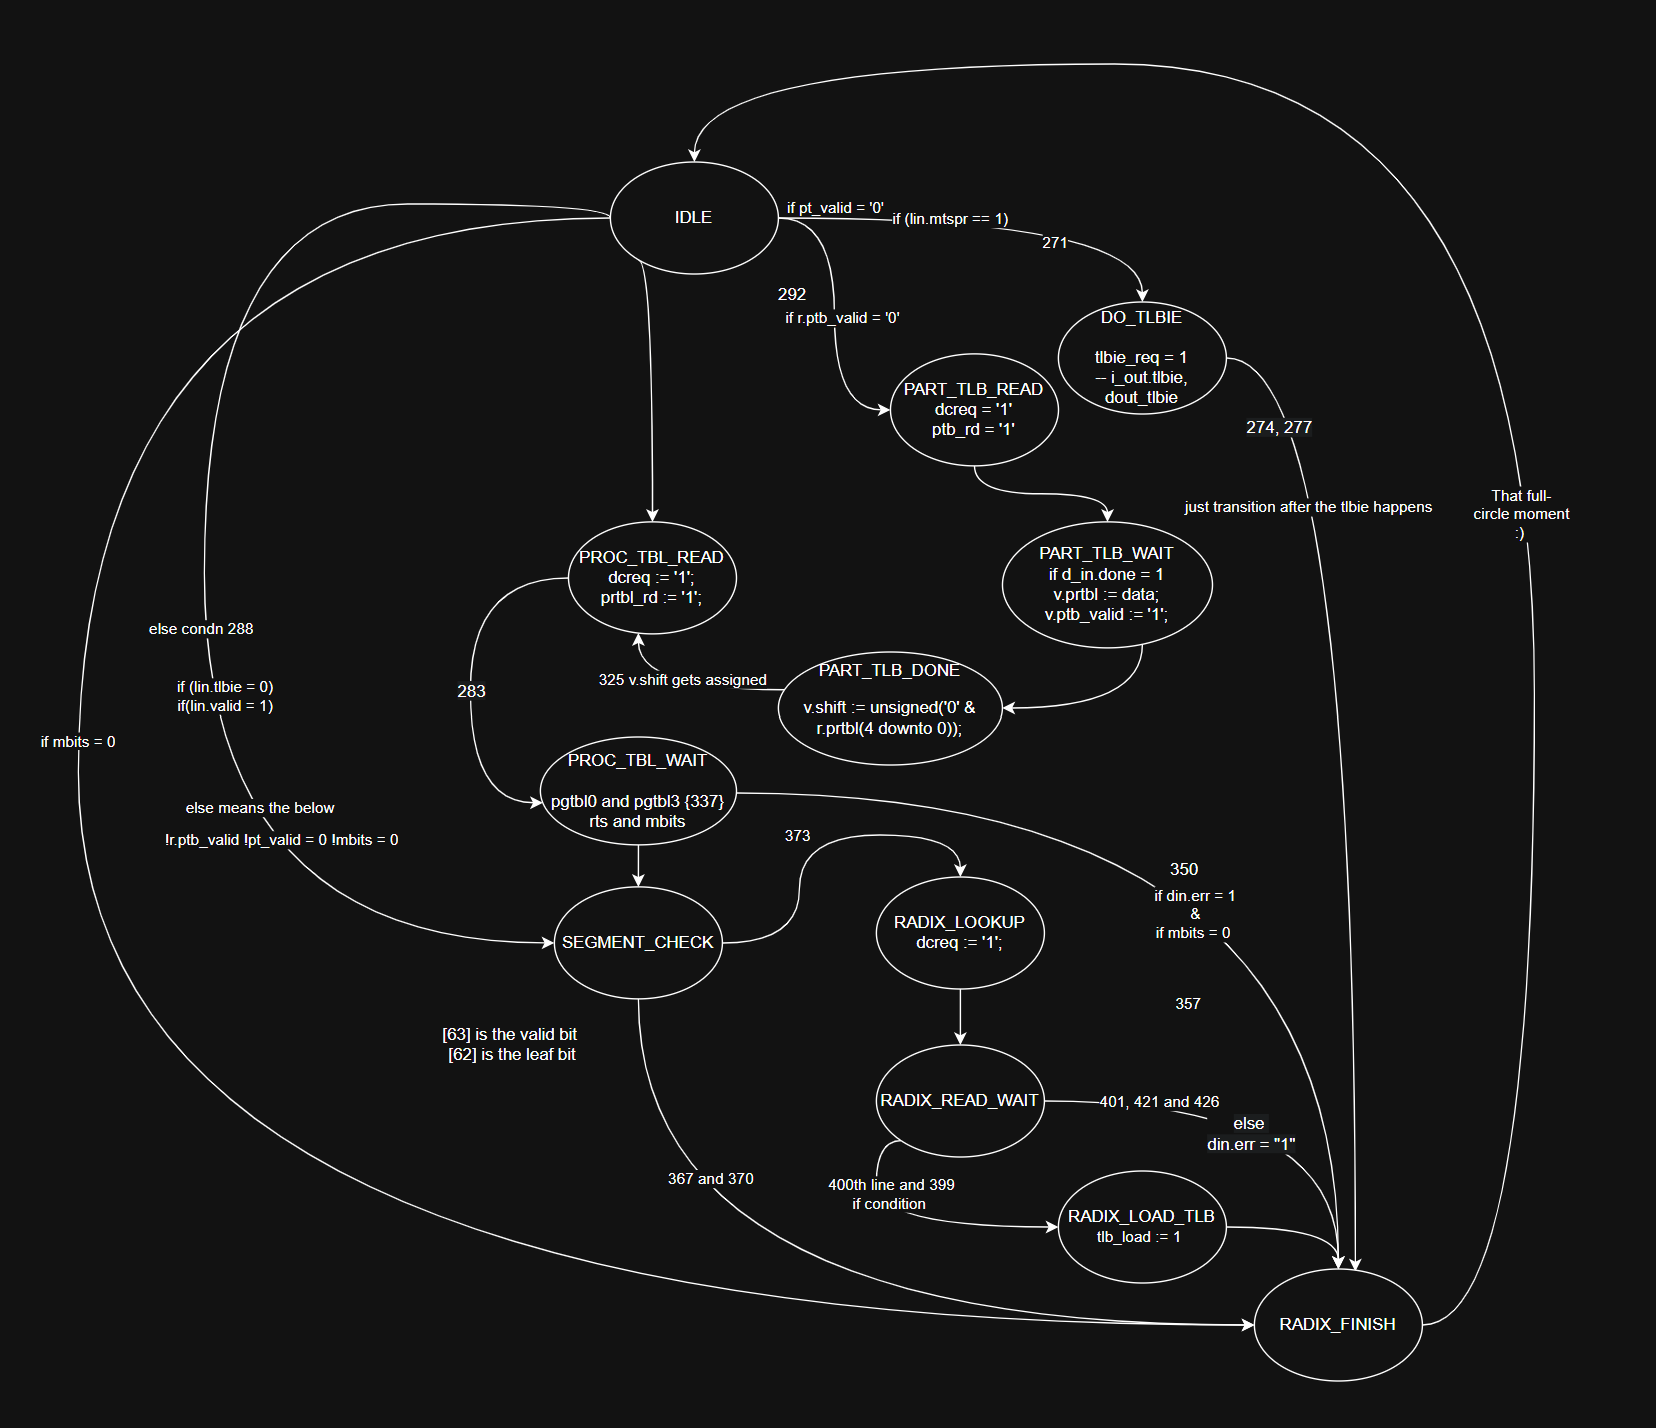 IDLE
if pt_valid = '0'
if (lin.mtspr == 1)
271
292
if r.ptb_valid = '0'
DO_TLBIE
tlbie_req = 1
-- i_out.tlbie,
dout_tlbie
PART_TLB_READ
dcreq = '1'
ptb_rd = '1'
274, 277
just transition after the tlbie happens
That full-
circle moment
:)
PROC_TBL_READ
dcreq := '1';
prtbl_rd := '1';
PART_TLB_WAIT
if d_in.done = 1
v.prtbl := data;
v.ptb_valid := '1';
else condn 288
if (lin.tlbie = 0)
if(lin.valid = 1)
283
325 v.shift gets assigned
PART_TLB_DONE
v.shift := unsigned('0' &
r.prtbl(4 downto 0));
if mbits = 0
PROC_TBL_WAIT
pgtbl0 and pgtbl3 {337}
rts and mbits
else means the below
!r.ptb_valid !pt_valid = 0 !mbits = 0
373
350
if din.err = 1
&
if mbits = 0
RADIX_LOOKUP
dcreq := '1';
SEGMENT_CHECK
357
[63] is the valid bit
[62] is the leaf bit
RADIX_READ_WAIT
401, 421 and 426
else
din.err = "1"
367 and 370
400th line and 399
if condition
RADIX_LOAD_TLB
tlb_load := 1
RADIX_FINISH